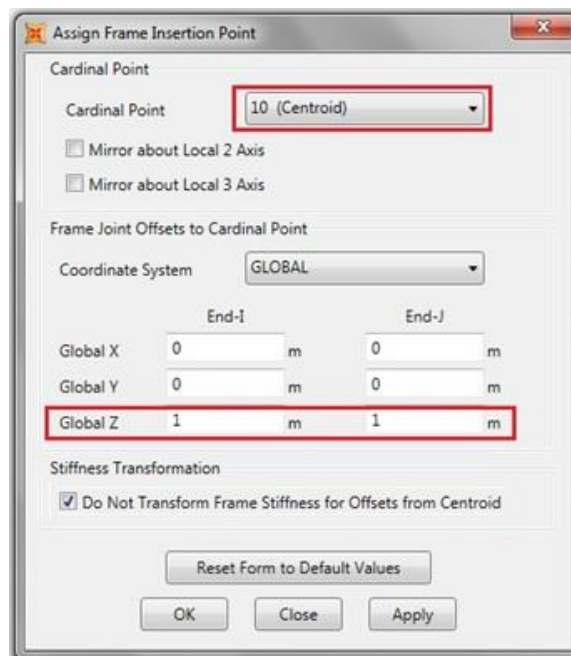 Assign Frame Insertion Point
Cardinal Point
Cardinal Point 10 (Centroid)
Mirror about Local 2 Axis
Mirror about Local 3 Axis
Frame Joint Offsets to Cardinal Point
Coordinate System GLOBAL
End-I End-J
Global X 0 m 0 m
Global Y 0 m 0 m
Global Z 1 m 1 m
Stiffness Transformation
Do Not Transform Frame Stiffness for Offsets from Centroid
Reset Form to Default Values
OK Close Apply